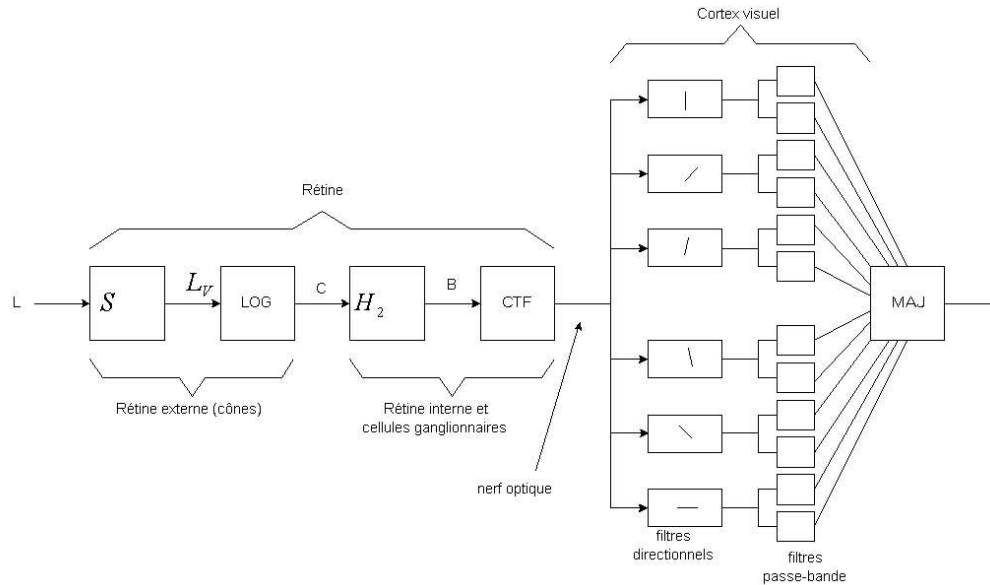 Cortex visuel
Rétine
L
S
L_V
LOG
C
H_2
B
CTF
MAJ
Rétine externe (cônes)
Rétine interne et
cellules ganglionnaires
nerf optique
filtres
directionnels
filtres
passe-bande